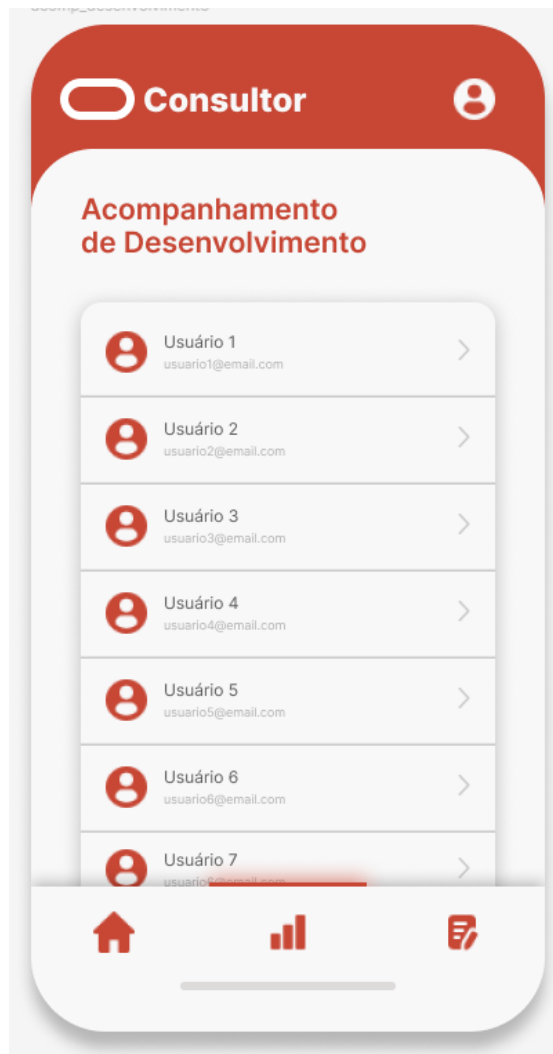 Consultor
Acompanhamento
de Desenvolvimento
Usuário 1
usuario1@email.com
Usuário 2
usuario2@email.com
Usuário 3
usuario3@email.com
Usuário 4
usuario4@email.com
Usuário 5
usuario5@email.com
Usuário 6
usuario6@email.com
Usuário 7